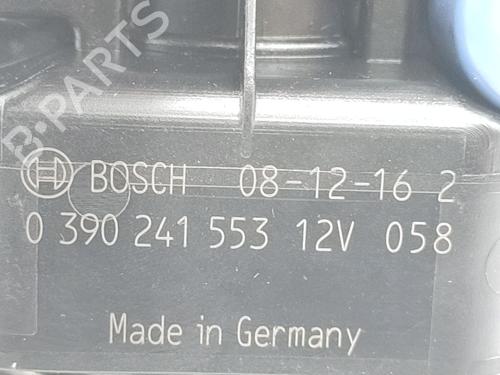 B-PARTS
BOSCH 08-12-16 2
0 390 241 553 12V 058
Made in Germany